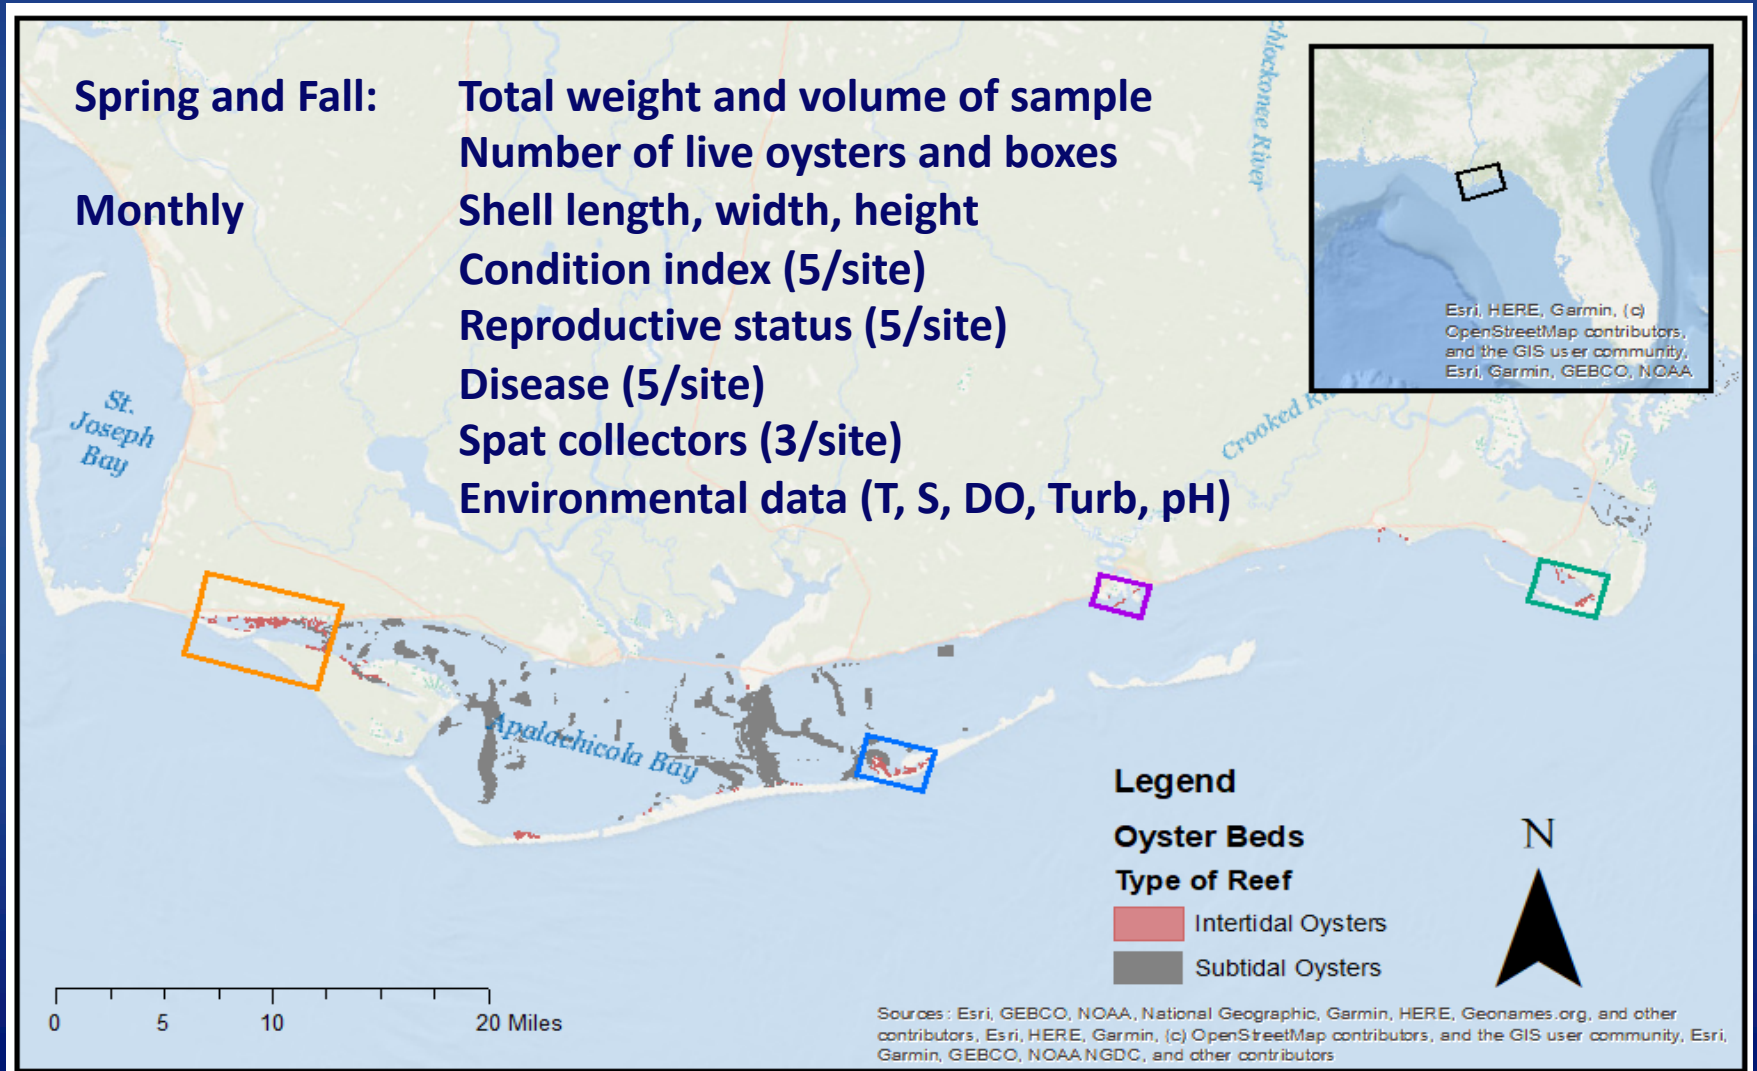 Spring and Fall: Total weight and volume of sample
Number of live oysters and boxes
Monthly Shell length, width, height
Condition index (5/site)
Reproductive status (5/site)
Disease (5/site)
Spat collectors (3/site)
Environmental data (T, S, DO, Turb, pH)
chlockonee River
Esri, HERE, Garmin, (c)
OpenStreetMap contributors,
and the GIS user community,
Esri, Garmin, GEBCO, NOAA
St.
Joseph
Bay
Crooked
Apalachicola Bay
Legend
Oyster Beds
Type of Reef
Intertidal Oysters
Subtidal Oysters
N
0 5 10 20 Miles
Sources: Esri, GEBCO, NOAA, National Geographic, Garmin, HERE, Geonames.org, and other
contributors, Esri, HERE, Garmin, (c) OpenStreetMap contributors, and the GIS user community, Esri,
Garmin, GEBCO, NOAA NGDC, and other contributors